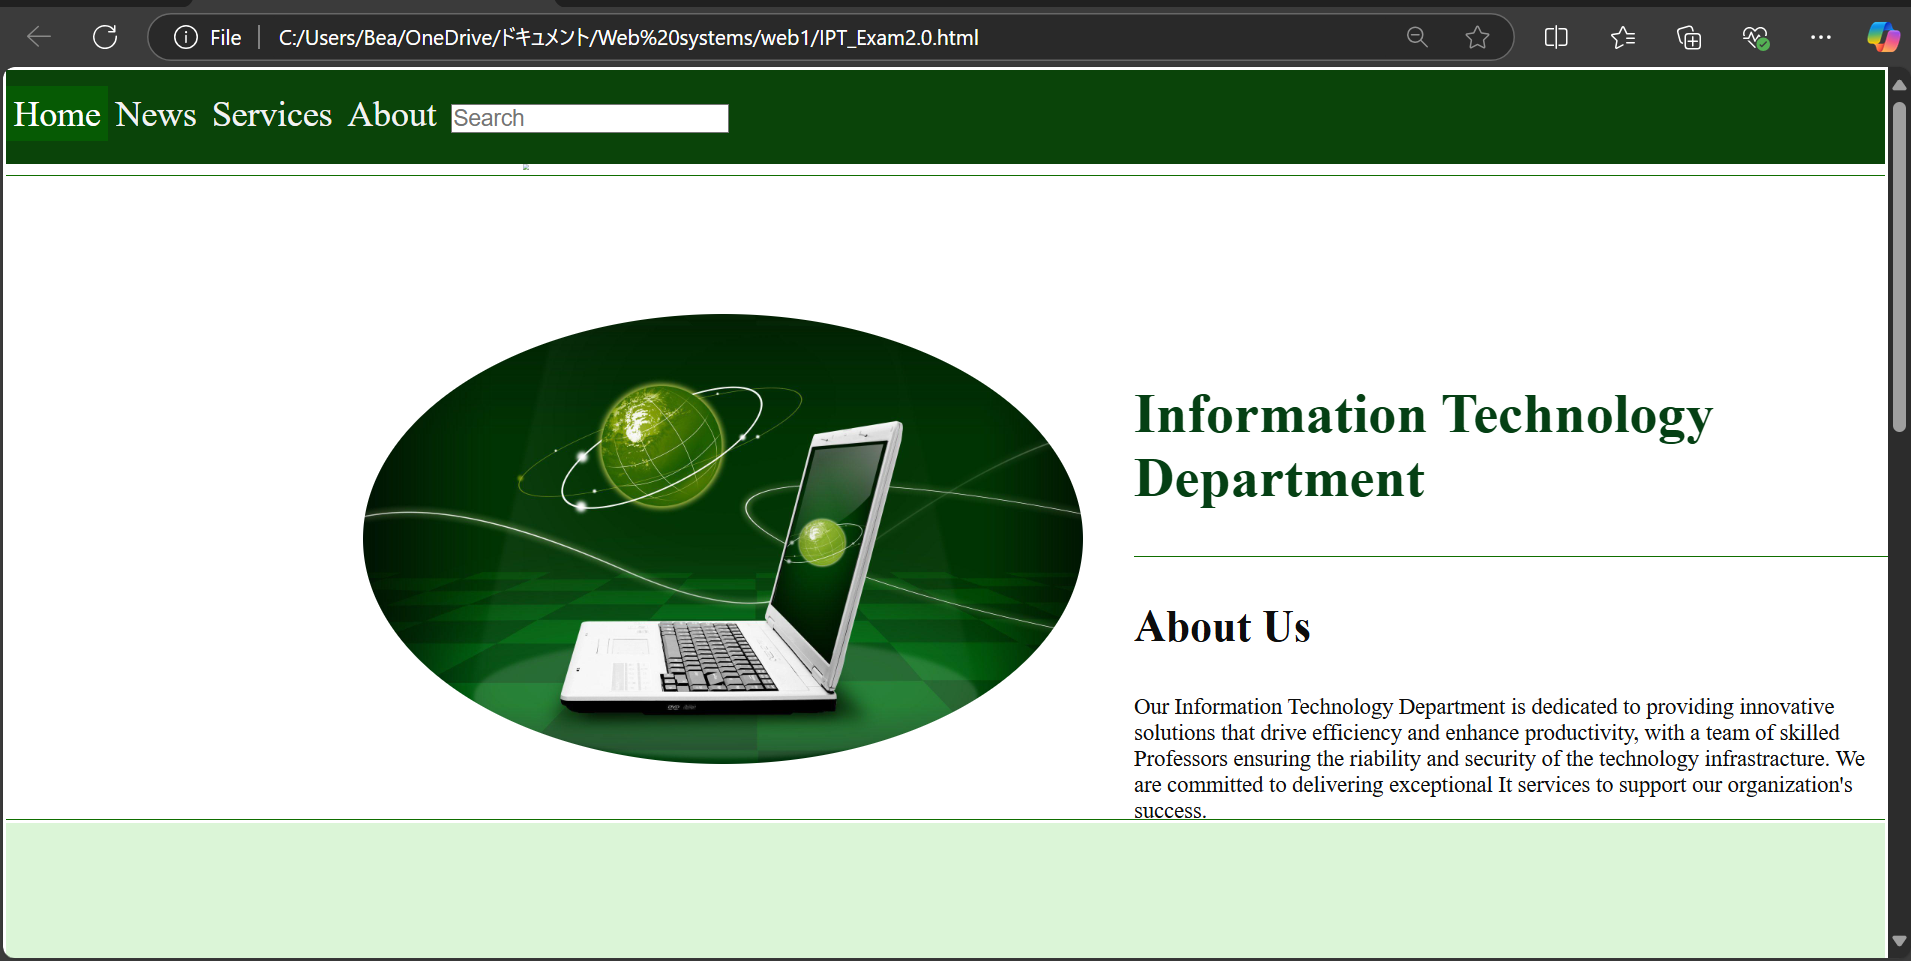 File C:/Users/Bea/OneDrive/ドキュメント/Web%20systems/web1/IPT_Exam2.0.html
Home News Services About Search
Information Technology
Department
About Us
Our Information Technology Department is dedicated to providing innovative
solutions that drive efficiency and enhance productivity, with a team of skilled
Professors ensuring the riability and security of the technology infrastracture. We
are committed to delivering exceptional It services to support our organization's
success.